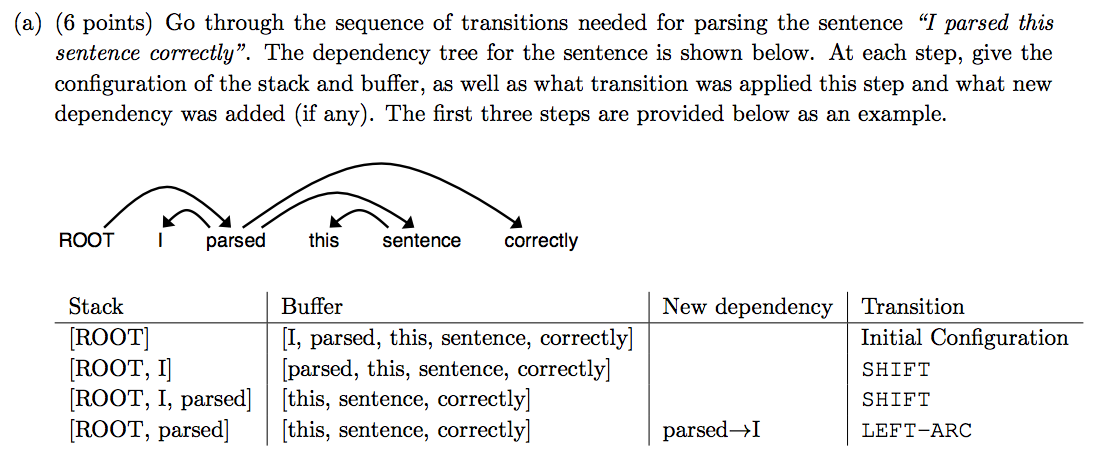 (a) (6 points) Go through the sequence of transitions needed for parsing the sentence “I parsed this
sentence correctly”. The dependency tree for the sentence is shown below. At each step, give the
configuration of the stack and buffer, as well as what transition was applied this step and what new
dependency was added (if any). The first three steps are provided below as an example.
ROOT I parsed this sentence correctly
Stack Buffer New dependency Transition
[ROOT] [I, parsed, this, sentence, correctly] Initial Configuration
[ROOT, I] [parsed, this, sentence, correctly] SHIFT
[ROOT, I, parsed] [this, sentence, correctly] SHIFT
[ROOT, parsed] [this, sentence, correctly] parsed→I LEFT-ARC